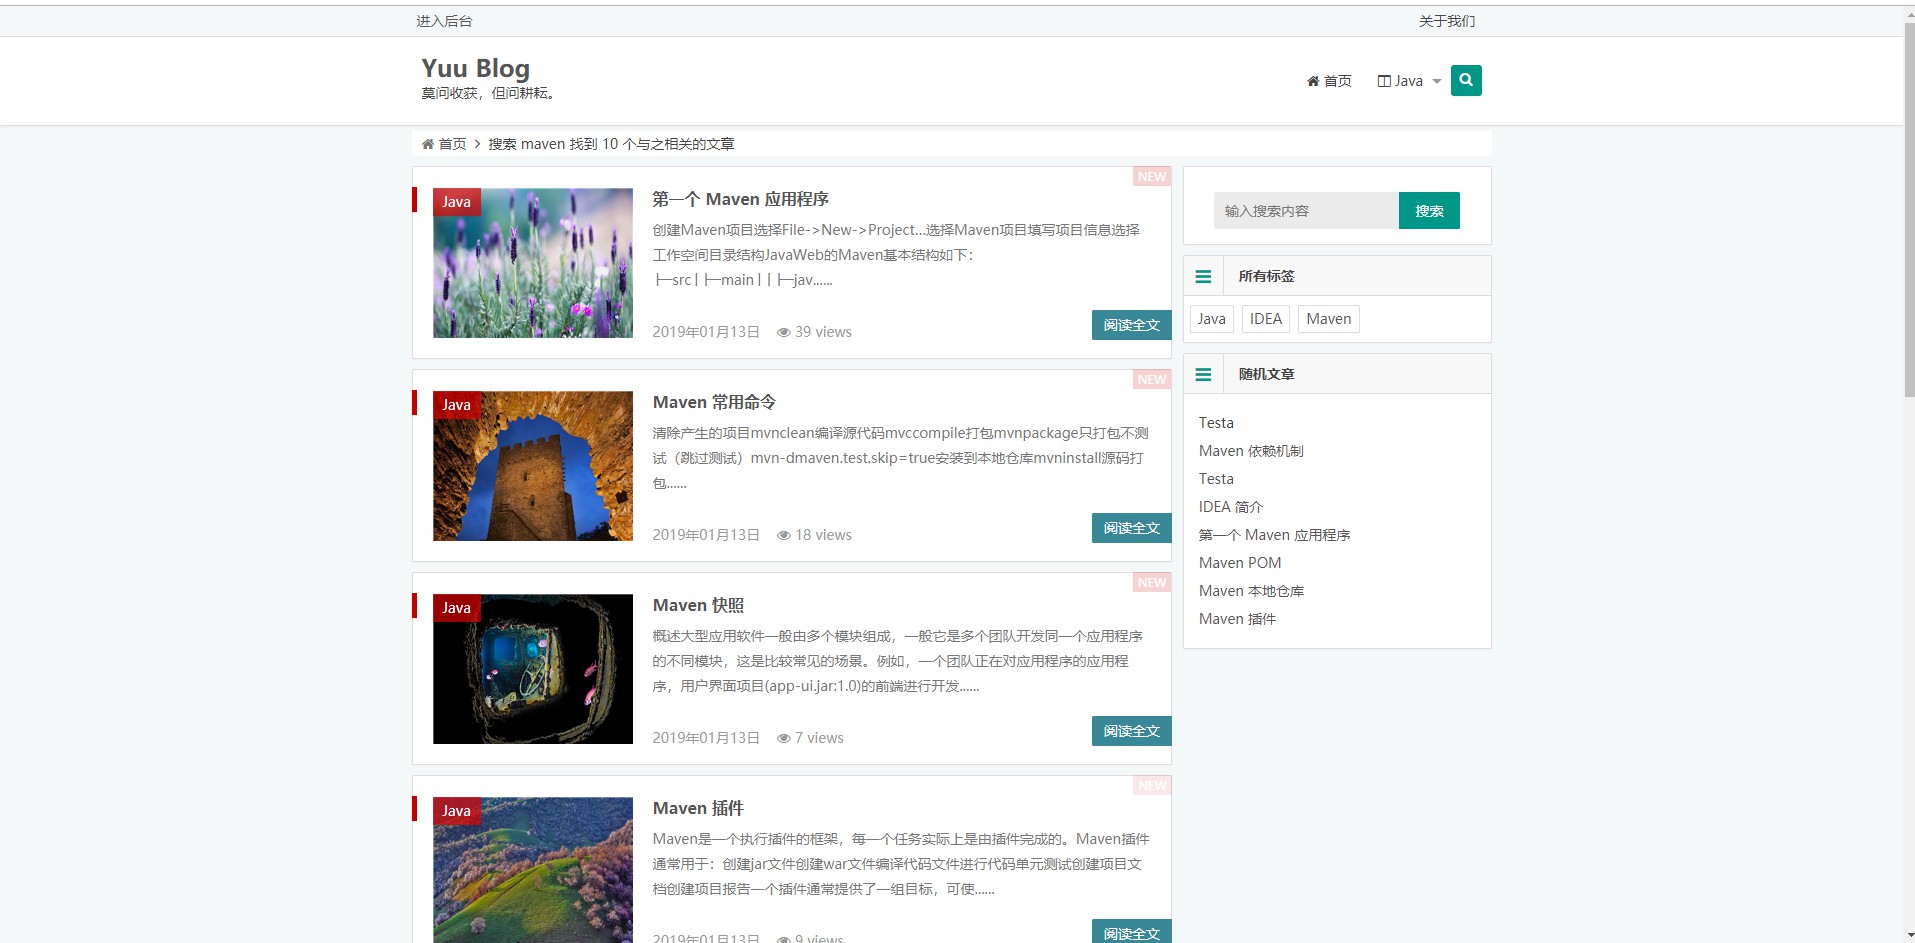 进入后台
关于我们
Yuu Blog
莫问收获，但问耕耘。
首页
Java
首页 搜索 maven 找到 10 个与之相关的文章
NEW
Java
第一个 Maven 应用程序
创建Maven项目选择File->New->Project...选择Maven项目填写项目信息选择
工作空间目录结构JavaWeb的Maven基本结构如下：
├─src|├─main||├─jav......
2019年01月13日 39 views
阅读全文
NEW
Java
Maven 常用命令
清除产生的项目mvnclean编译源代码mvccompile打包mvnpackage只打包不测
试（跳过测试）mvn-dmaven.test.skip=true安装到本地仓库mvninstall源码打
包......
2019年01月13日 18 views
阅读全文
NEW
Java
Maven 快照
概述大型应用软件一般由多个模块组成，一般它是多个团队开发同一个应用程序
的不同模块，这是比较常见的场景。例如，一个团队正在对应用程序的应用程
序，用户界面项目(app-ui.jar:1.0)的前端进行开发......
2019年01月13日 7 views
阅读全文
NEW
Java
Maven 插件
Maven是一个执行插件的框架，每一个任务实际上是由插件完成的。Maven插件
通常用于：创建jar文件创建war文件编译代码文件进行代码单元测试创建项目文
档创建项目报告一个插件通常提供了一组目标，可使......
2019年01月13日 9 views
阅读全文
输入搜索内容 搜索
所有标签
Java IDEA Maven
随机文章
Testa
Maven 依赖机制
Testa
IDEA 简介
第一个 Maven 应用程序
Maven POM
Maven 本地仓库
Maven 插件